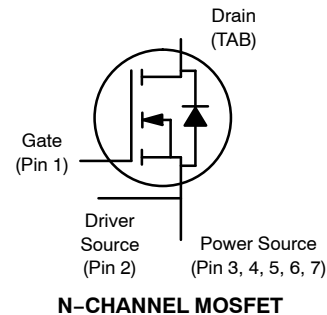 Drain
(TAB)
Gate
(Pin 1)
Driver
Source
(Pin 2)
Power Source
(Pin 3, 4, 5, 6, 7)
N−CHANNEL MOSFET